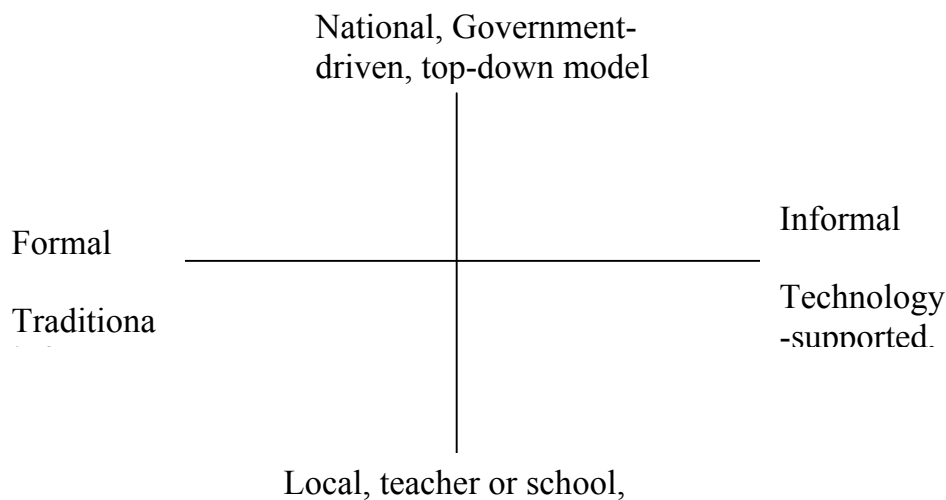 National, Government-
driven, top-down model
Formal
Traditiona
Informal
Technology
-supported,
Local, teacher or school,